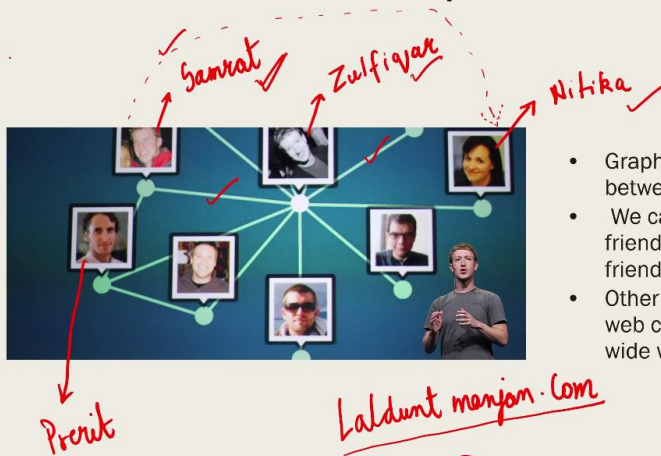 Samrat
Zulfiqar
Nitika
• Graph
betwe
• We ca
friend
friend
• Other
web c
wide w
Prerit
Laldunt manjan.Com